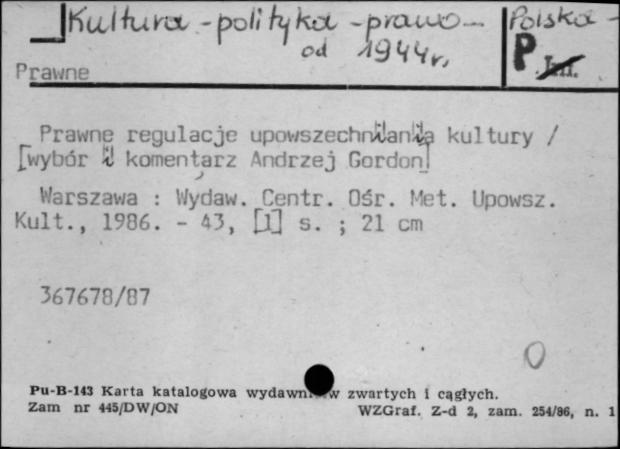 Kultura - polityka - prawo - Polska -
od 1944 r.
P
Prawne
Prawne regulacje upowszechniania kultury /
[wybór i komentarz Andrzej Gordon]
Warszawa : Wydaw. Centr. Ośr. Met. Upowsz.
Kult., 1986. - 43, [1] s. ; 21 cm
367678/87
0
Pu-B-143 Karta katalogowa wydawni w zwartych i cągłych.
Zam nr 445/DW/ON WZGraf. Z-d 2, zam. 254/86, n. 1